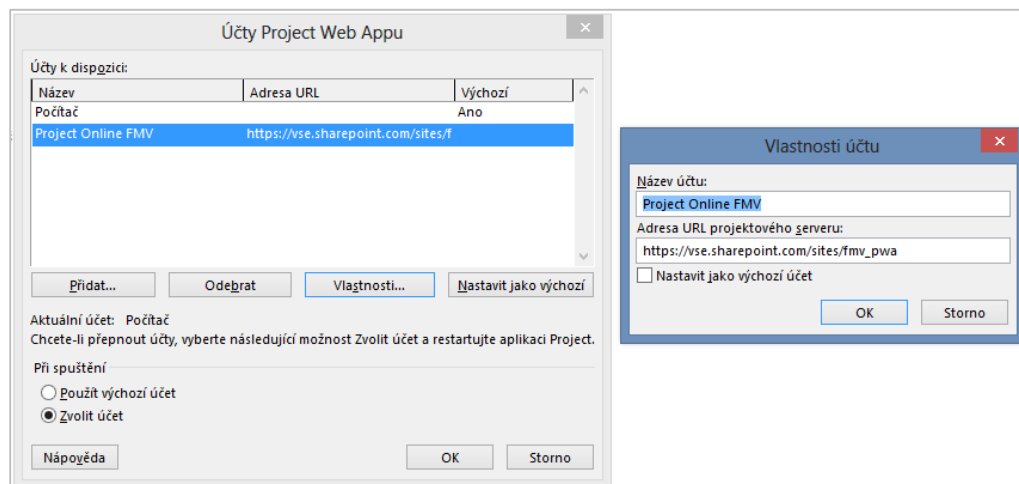 Účty Project Web Appu
Účty k dispozici:
Název Adresa URL Výchozí
Počítač Ano
Project Online FMV https://vse.sharepoint.com/sites/f
Přidat... Odebrat Vlastnosti... Nastavit jako výchozí
Aktuální účet: Počítač
Chcete-li přepnout účty, vyberte následující možnost Zvolit účet a restartujte aplikaci Project.
Při spuštění
Použít výchozí účet
Zvolit účet
Nápověda OK Storno
Vlastnosti účtu
Název účtu:
Project Online FMV
Adresa URL projektového serveru:
https://vse.sharepoint.com/sites/fmv_pwa
Nastavit jako výchozí účet
OK Storno